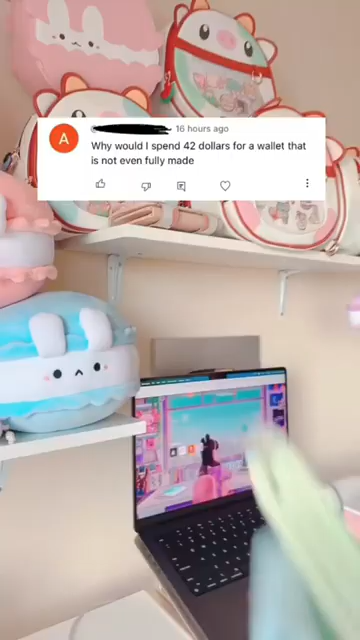 A
16 hours ago
Why would I spend 42 dollars for a wallet that
is not even fully made